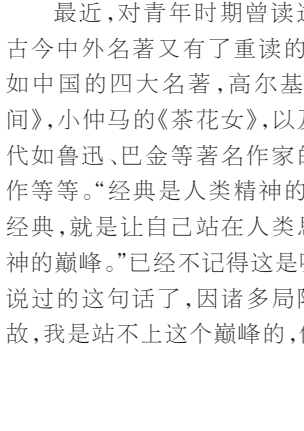 最近,对青年时期曾读
古今中外名著又有了重读的
如中国的四大名著,高尔基
间》,小仲马的《茶花女》,以
代如鲁迅、巴金等著名作家
作等等。“经典是人类精神的
经典,就是让自己站在人类
神的巅峰。”已经不记得这是
说过的这句话了,因诸多局
故,我是站不上这个巅峰的,